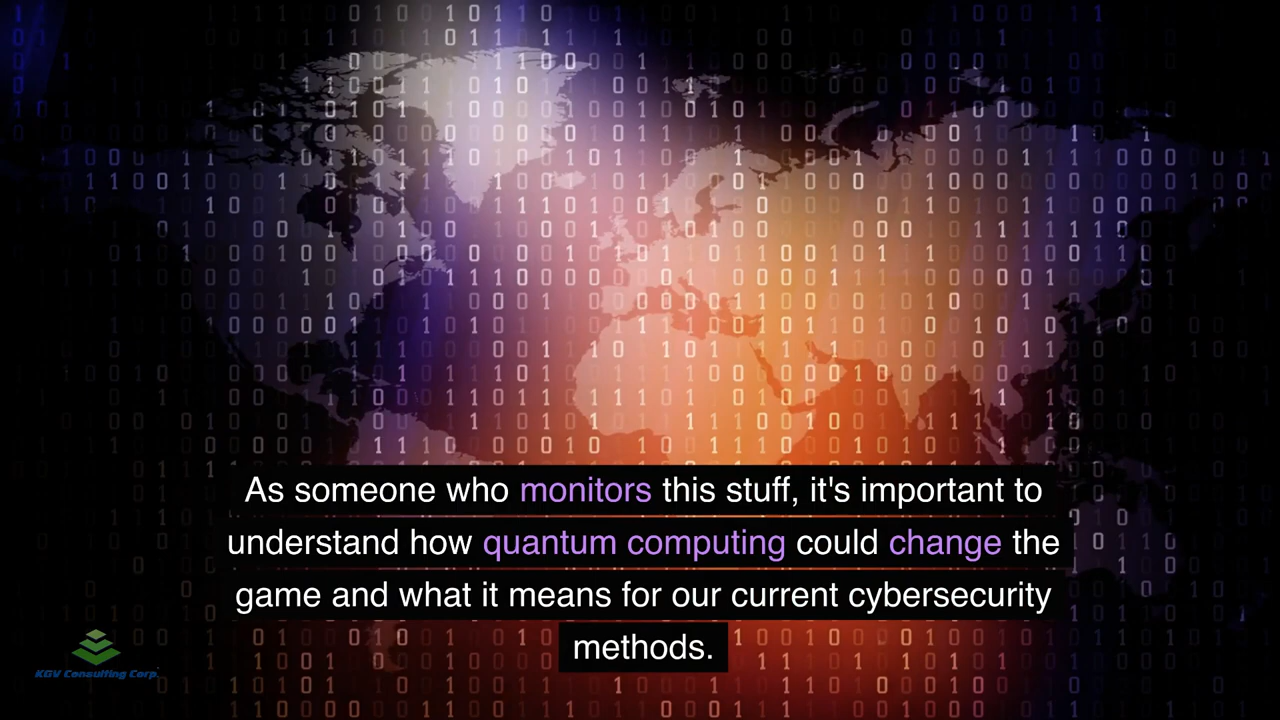 As someone who monitors this stuff, it's important to
understand how quantum computing could change the
game and what it means for our current cybersecurity
methods.
KGV Consulting Corp.